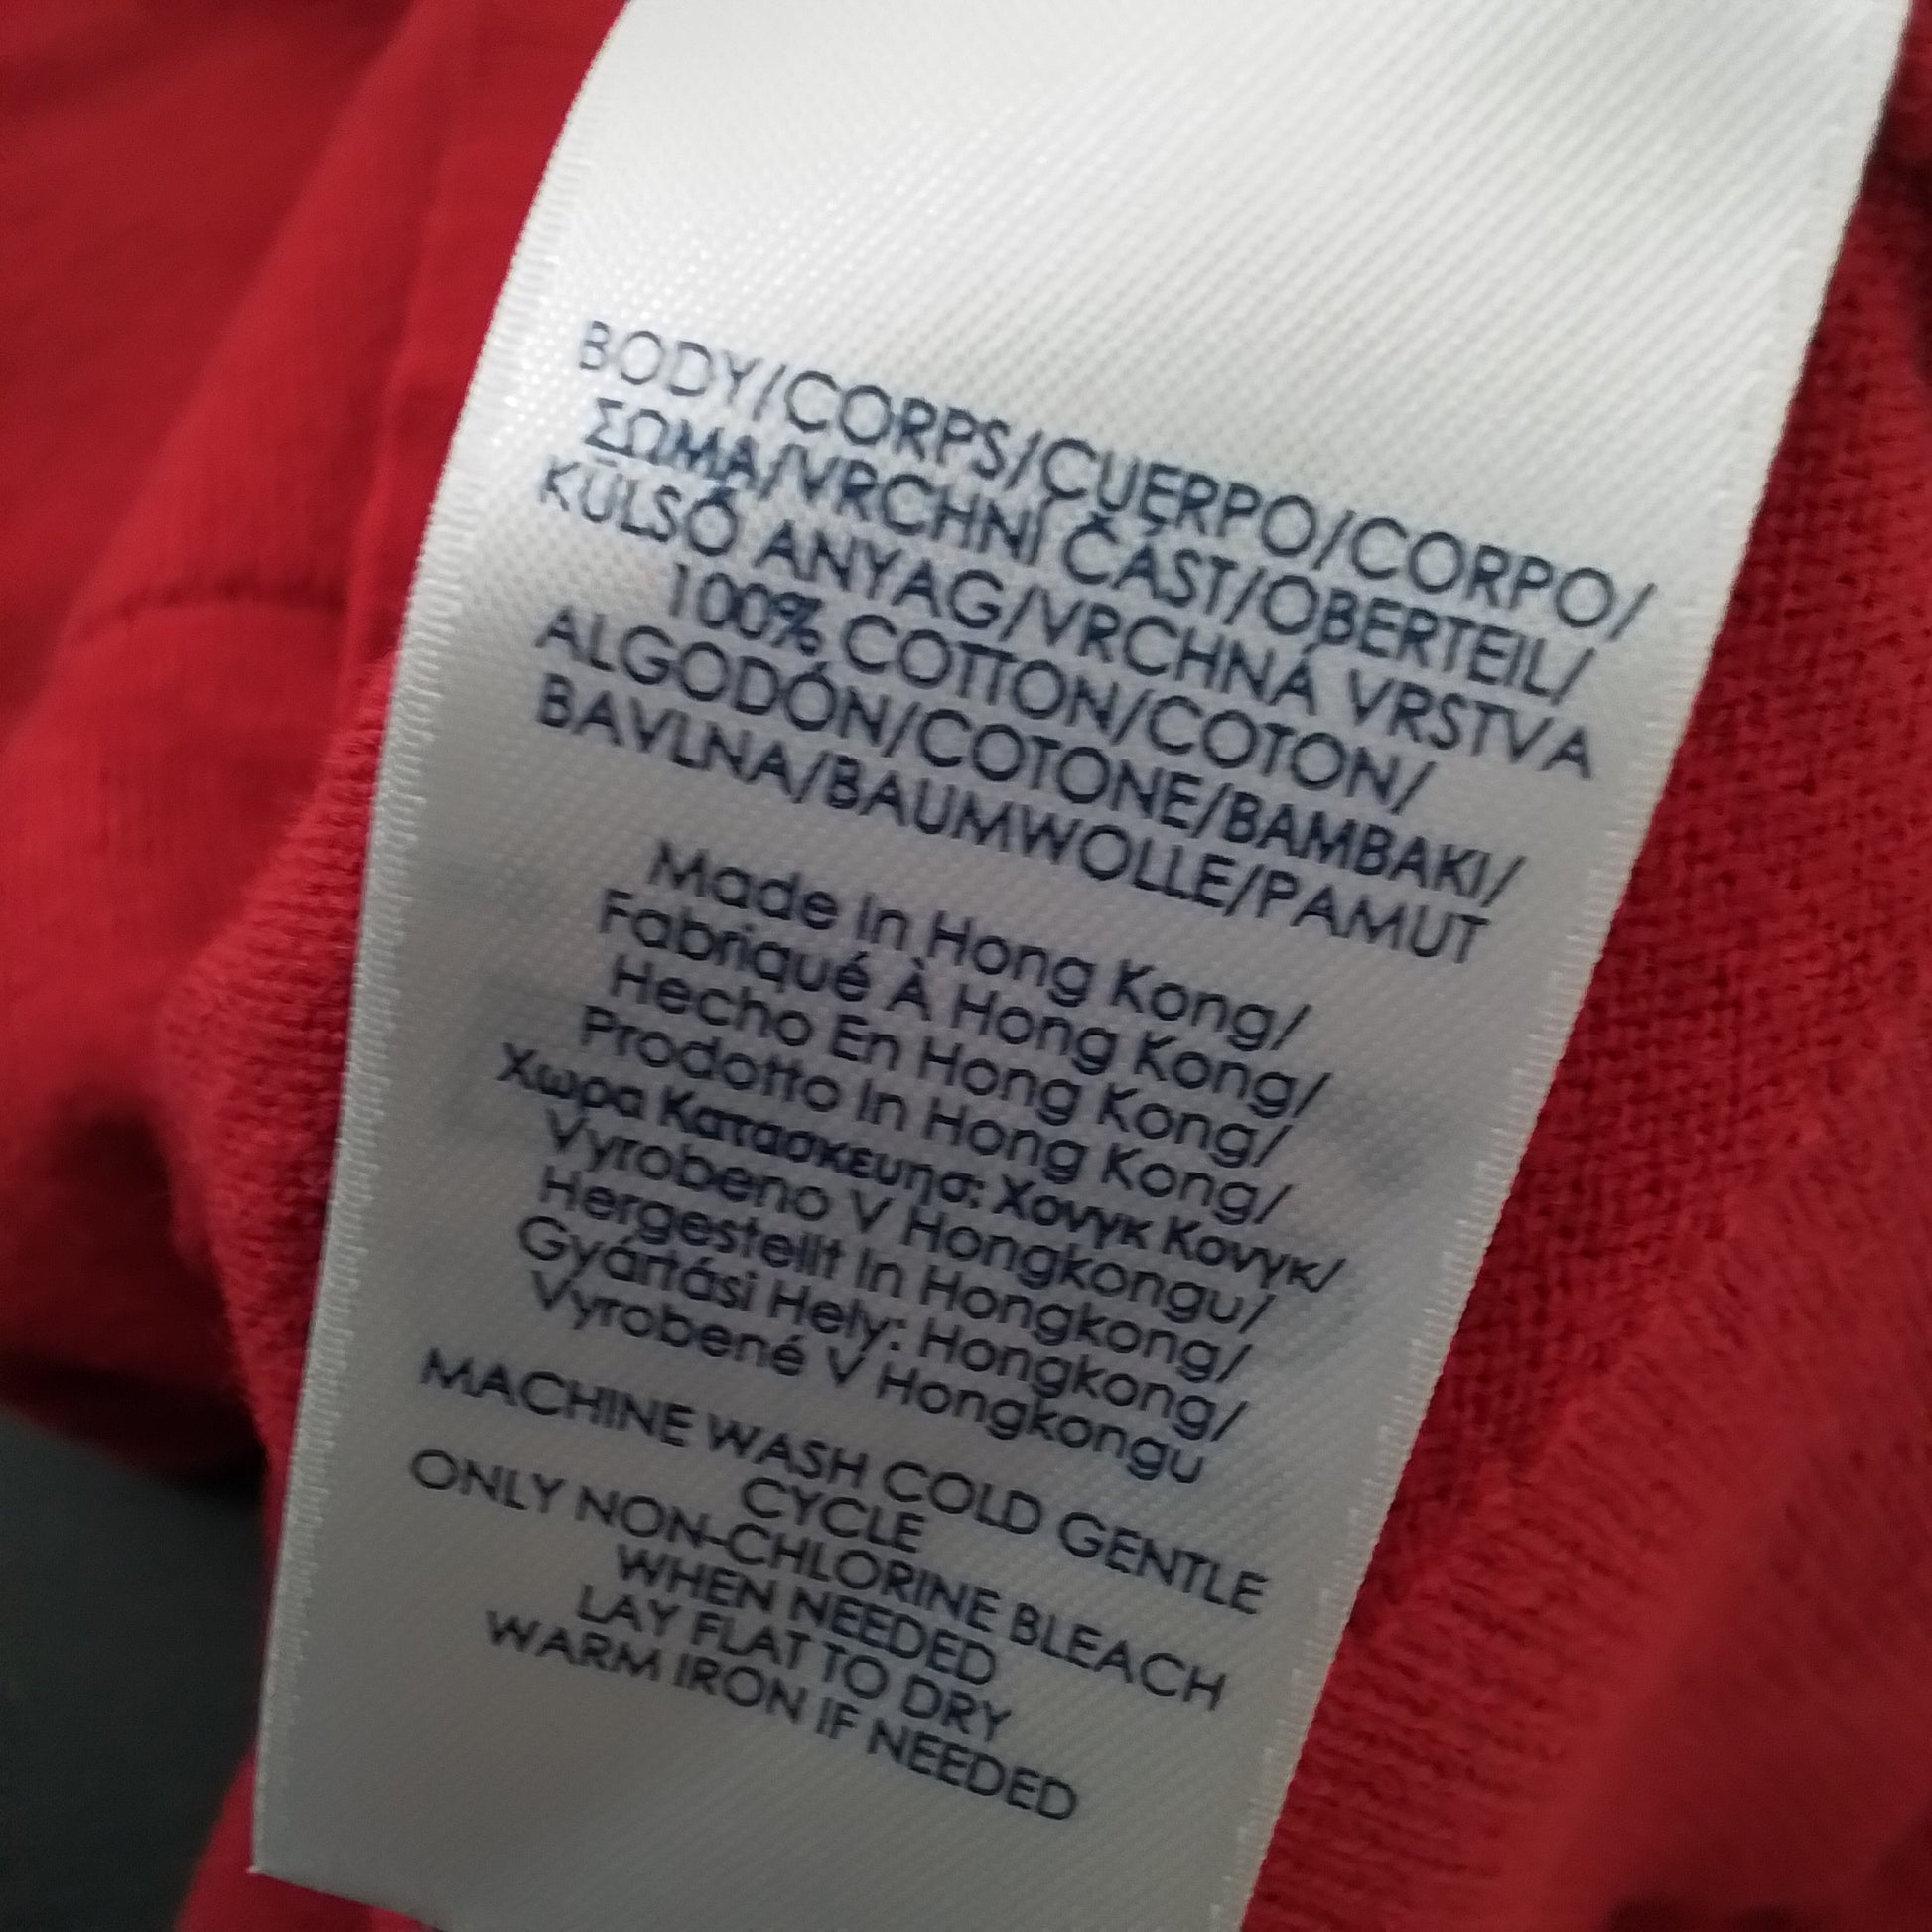 BODY/CORPS/CUERPO/CORPO/
ΣΩΜΑ/VRCHNÍ ČÁST/OBERTEIL/
KÜLSŐ ANYAG/VRCHNÁ VRSTVA
100% COTTON/COTON/
ALGODÓN/COTONE/BAMBAKI/
BAVLNA/BAUMWOLLE/PAMUT
Made In Hong Kong/
Fabriqué À Hong Kong/
Hecho En Hong Kong/
Prodotto In Hong Kong/
Χωρα Κατασκευησ: Χονγκ Κονγκ/
Vyrobeno V Hongkongu/
Hergestellt In Hongkong/
Gyártási Hely: Hongkong/
Vyrobené V Hongkongu
MACHINE WASH COLD GENTLE
CYCLE
ONLY NON-CHLORINE BLEACH
WHEN NEEDED
LAY FLAT TO DRY
WARM IRON IF NEEDED